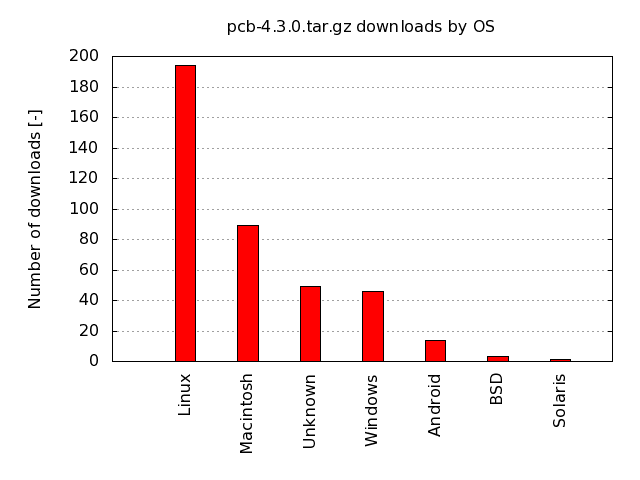 pcb-4.3.0.tar.gz downloads by OS
Number of downloads [-]
200
180
160
140
120
100
80
60
40
20
0
Linux
Macintosh
Unknown
Windows
Android
BSD
Solaris